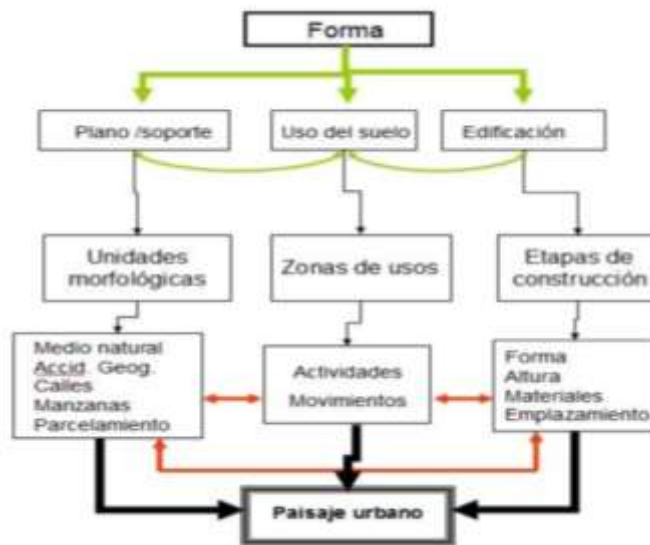 Forma
Plano /soporte
Uso del suelo
Edificación
Unidades
morfológicas
Zonas de usos
Etapas de
construcción
Medio natural
Accid. Geog.
Calles
Manzanas
Parcelamiento
Actividades
Movimientos
Forma
Altura
Materiales
Emplazamiento
Paisaje urbano